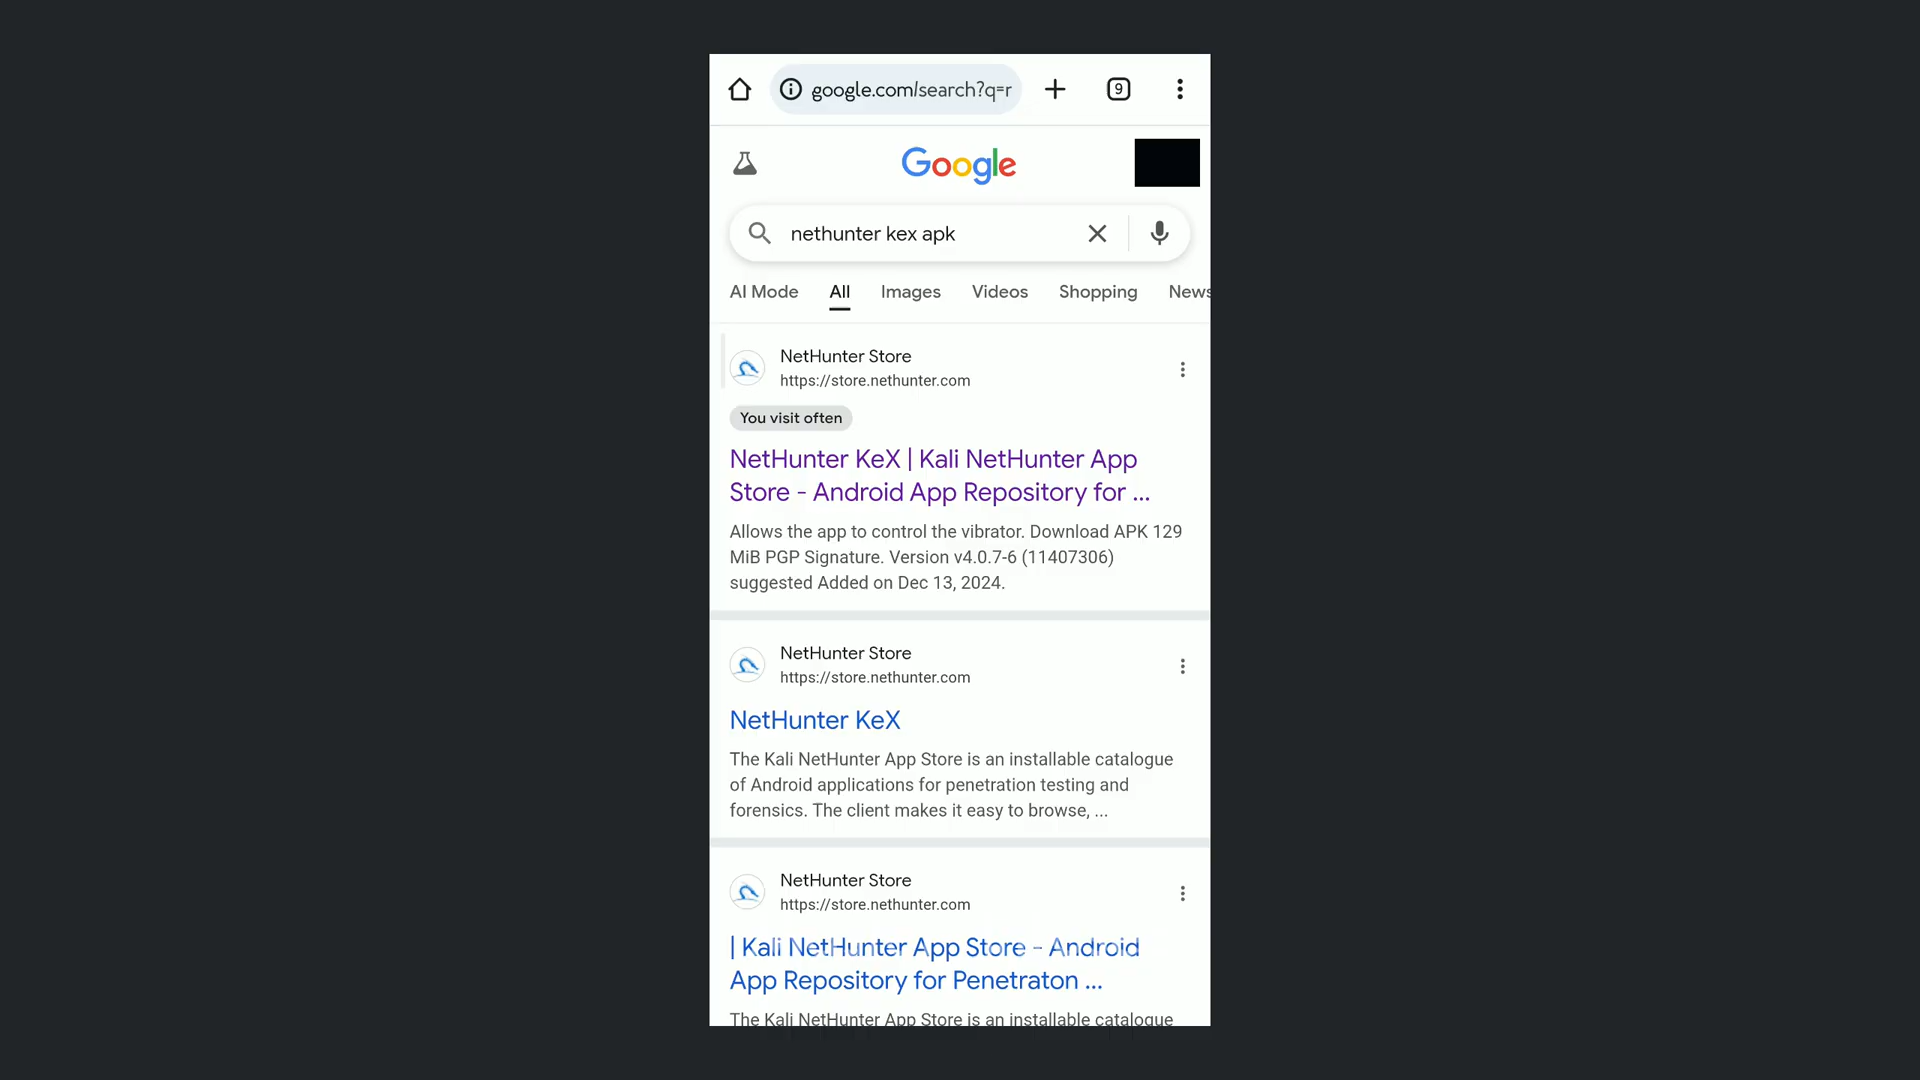 google.com/search?q=r
9
Google
nethunter kex apk
AI Mode All Images Videos Shopping News
NetHunter Store
https://store.nethunter.com
You visit often
NetHunter KeX | Kali NetHunter App
Store - Android App Repository for ...
Allows the app to control the vibrator. Download APK 129
MiB PGP Signature. Version v4.0.7-6 (11407306)
suggested Added on Dec 13, 2024.
NetHunter Store
https://store.nethunter.com
NetHunter KeX
The Kali NetHunter App Store is an installable catalogue
of Android applications for penetration testing and
forensics. The client makes it easy to browse, ...
NetHunter Store
https://store.nethunter.com
| Kali NetHunter App Store - Android
App Repository for Penetraton ...
The Kali NetHunter App Store is an installable catalogue